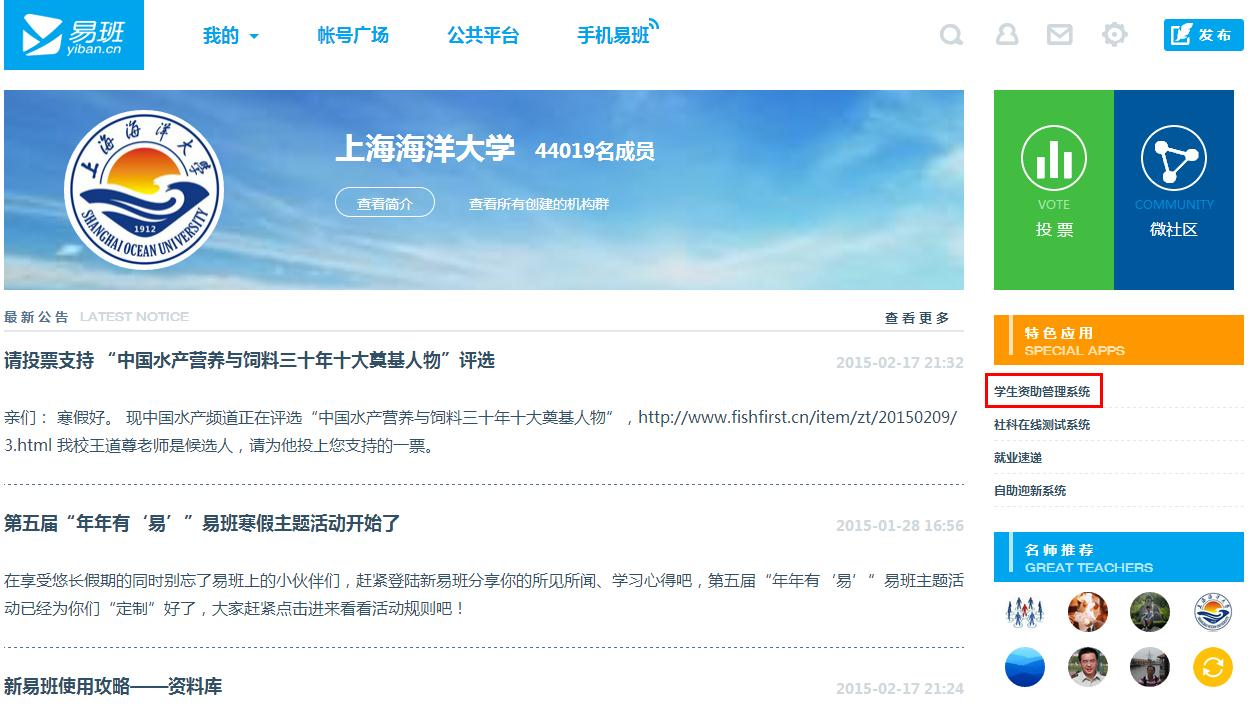 易班
yiban.cn
我的
帐号广场
公共平台
手机易班
发布
上海海洋大学
SHANGHAI OCEAN UNIVERSITY
1912
上海海洋大学 44019名成员
查看简介 查看所有创建的机构群
VOTE
投 票
COMMUNITY
微社区
最新公告 LATEST NOTICE
查看更多
请投票支持 “中国水产营养与饲料三十年十大奠基人物”评选
2015-02-17 21:32
亲们： 寒假好。 现中国水产频道正在评选“中国水产营养与饲料三十年十大奠基人物” ，http://www.fishfirst.cn/item/zt/20150209/
3.html 我校王道尊老师是候选人，请为他投上您支持的一票。
第五届“年年有‘易’”易班寒假主题活动开始了
2015-01-28 16:56
在享受悠长假期的同时别忘了易班上的小伙伴们，赶紧登陆新易班分享你的所见所闻、学习心得吧，第五届“年年有‘易’”易班主题活
动已经为你们“定制”好了，大家赶紧点击进来看看活动规则吧！
新易班使用攻略——资料库
2015-02-17 21:24
特色应用
SPECIAL APPS
学生资助管理系统
社科在线测试系统
就业速递
自助迎新系统
名师推荐
GREAT TEACHERS